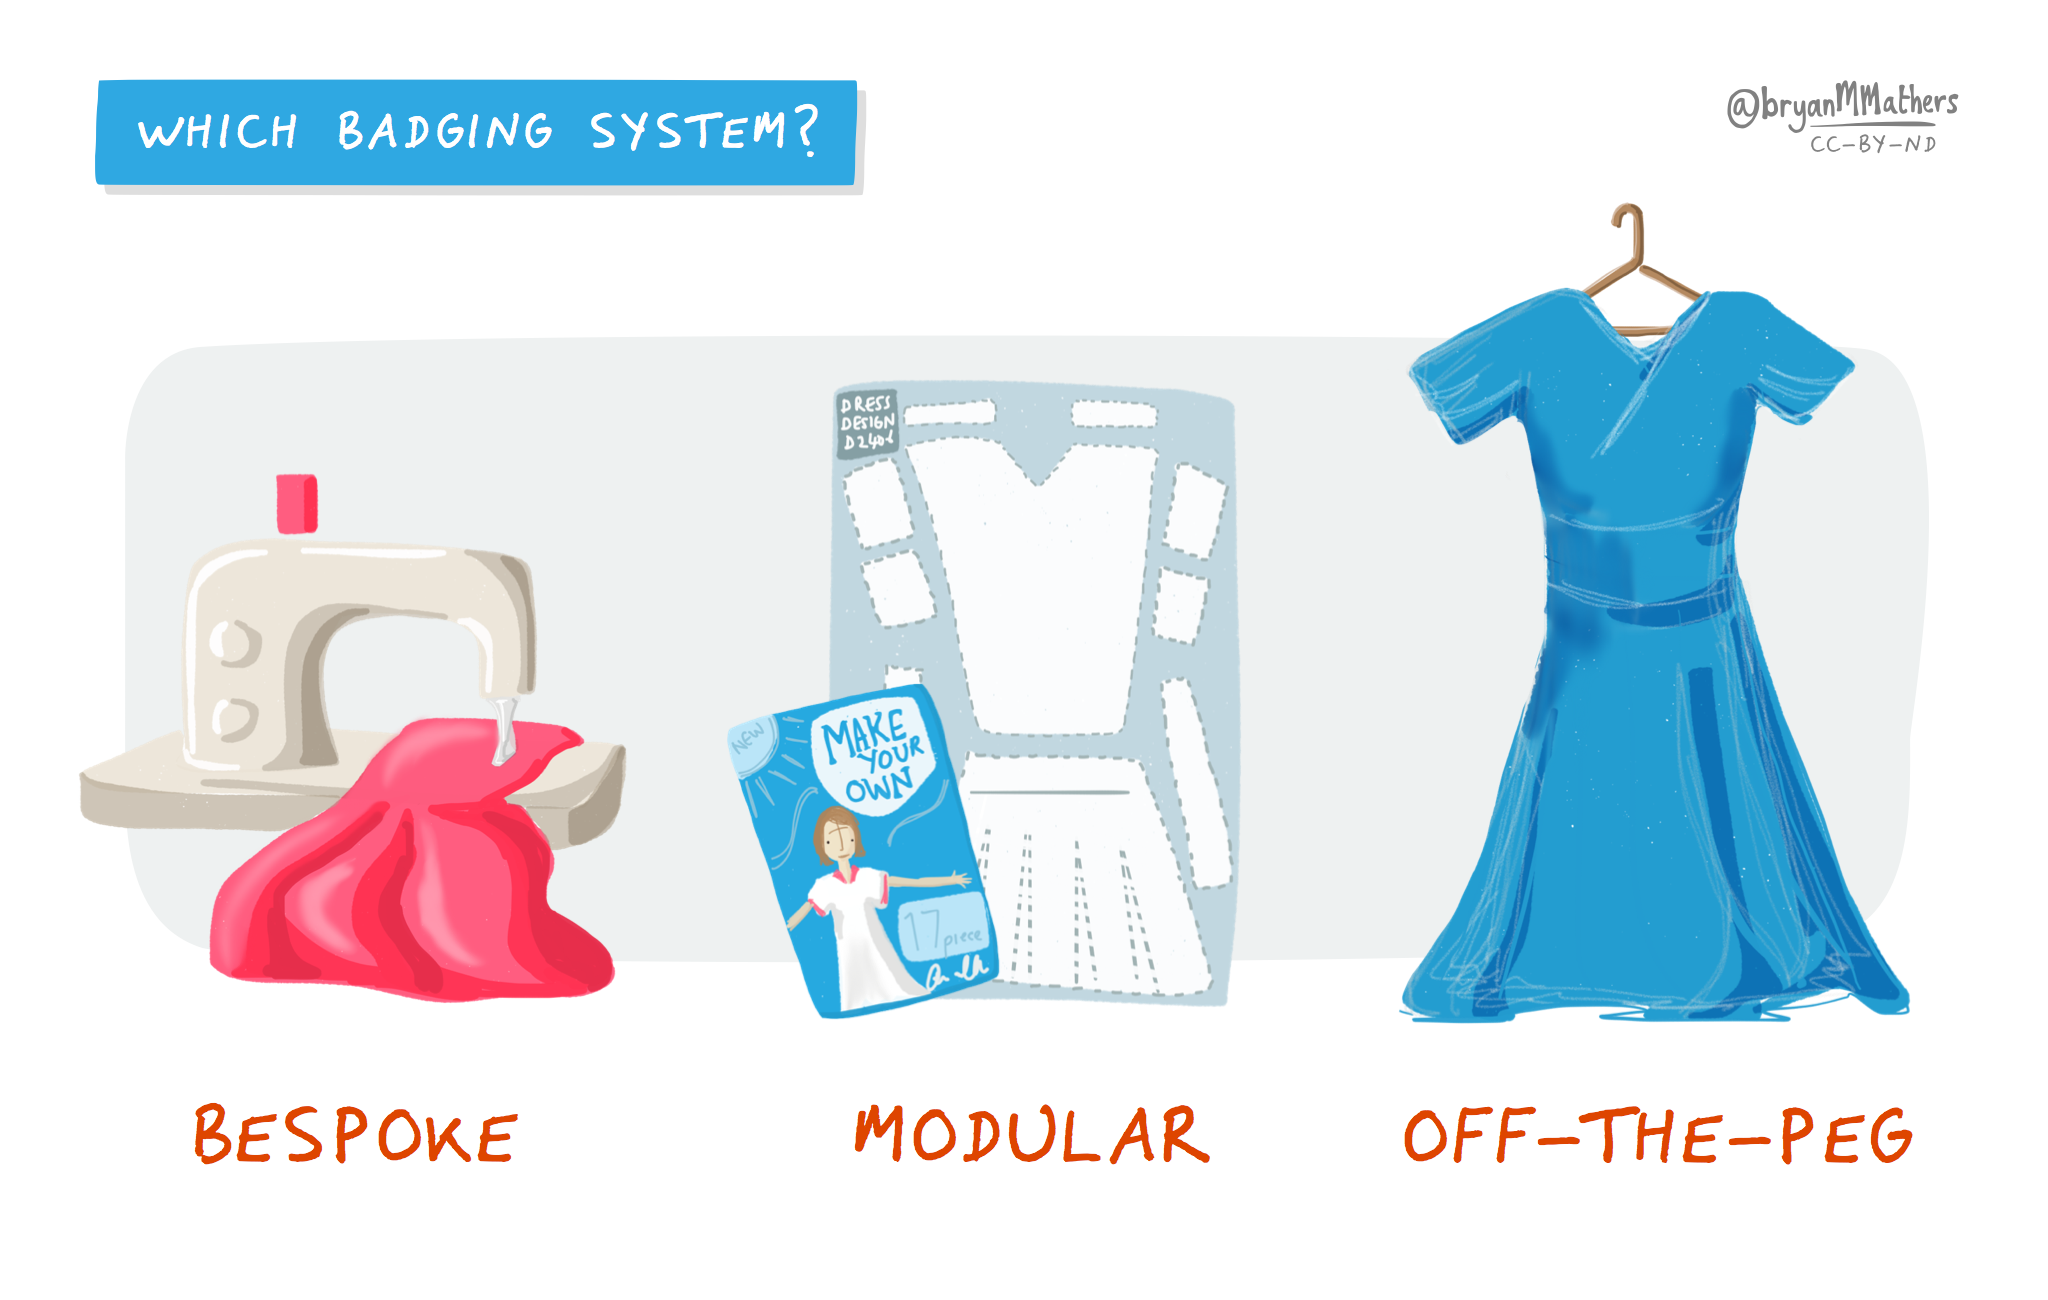 WHICH BADGING SYSTEM?
@bryanMMathers
CC-BY-ND
DRESS
DESIGN
NEW
MAKE
YOUR
OWN
17 piece
BESPOKE
MODULAR
OFF-THE-PEG